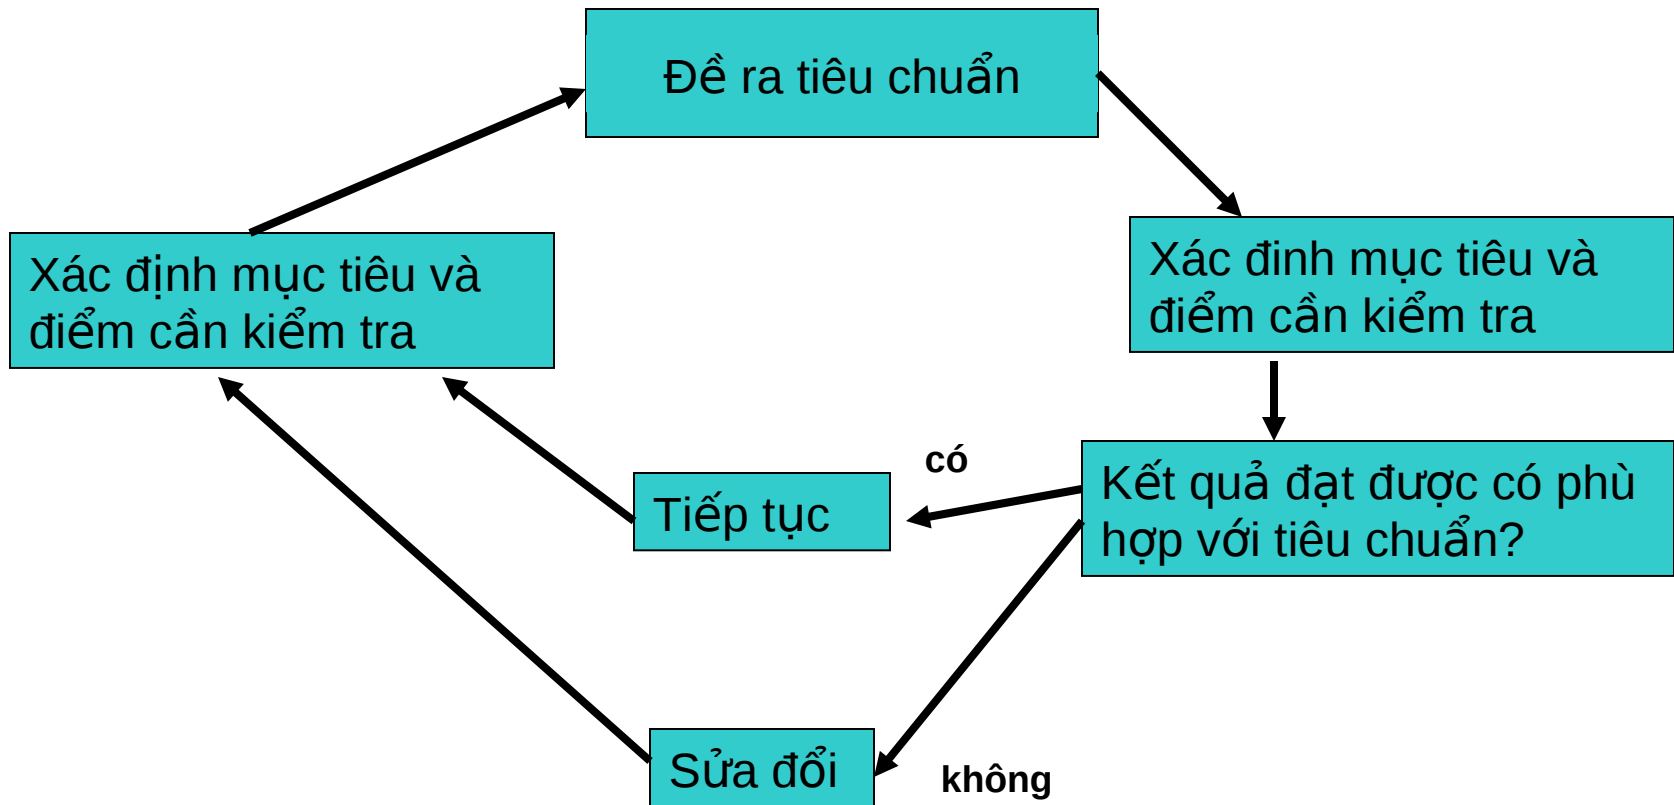 Đề ra tiêu chuẩn
Xác định mục tiêu và
điểm cần kiểm tra
Xác đinh mục tiêu và
điểm cần kiểm tra
có
Tiếp tục
Kết quả đạt được có phù
hợp với tiêu chuẩn?
Sửa đổi
không